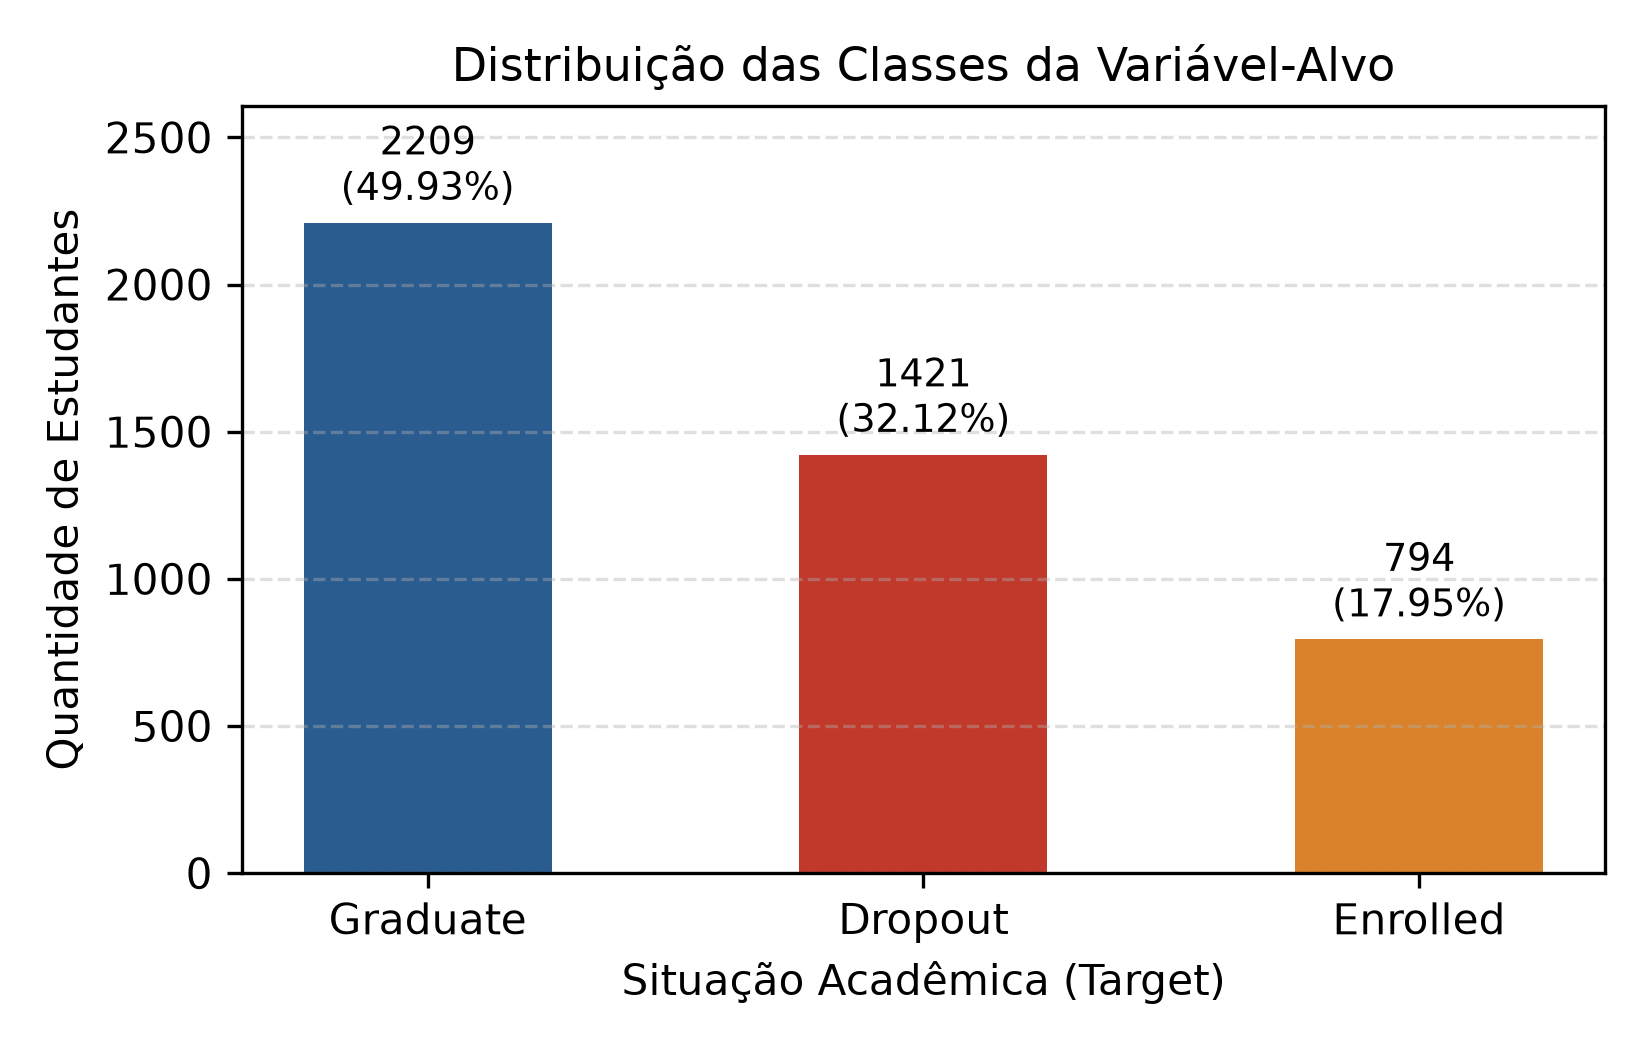 Distribuição das Classes da Variável-Alvo
Quantidade de Estudantes
2500
2000
1500
1000
500
0
2209
(49.93%)
1421
(32.12%)
794
(17.95%)
Graduate
Dropout
Enrolled
Situação Acadêmica (Target)